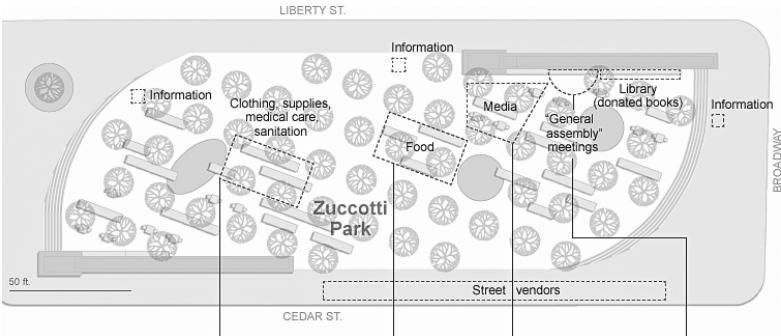 LIBERTY ST.
Information
Information
Clothing, supplies,
medical care
sanitation
Media
Library
(donated books)
Information
"General
assembly"
meetings
Food
BROADWAY
Zuccotti
Park
50 ft.
Street vendors
CEDAR ST.